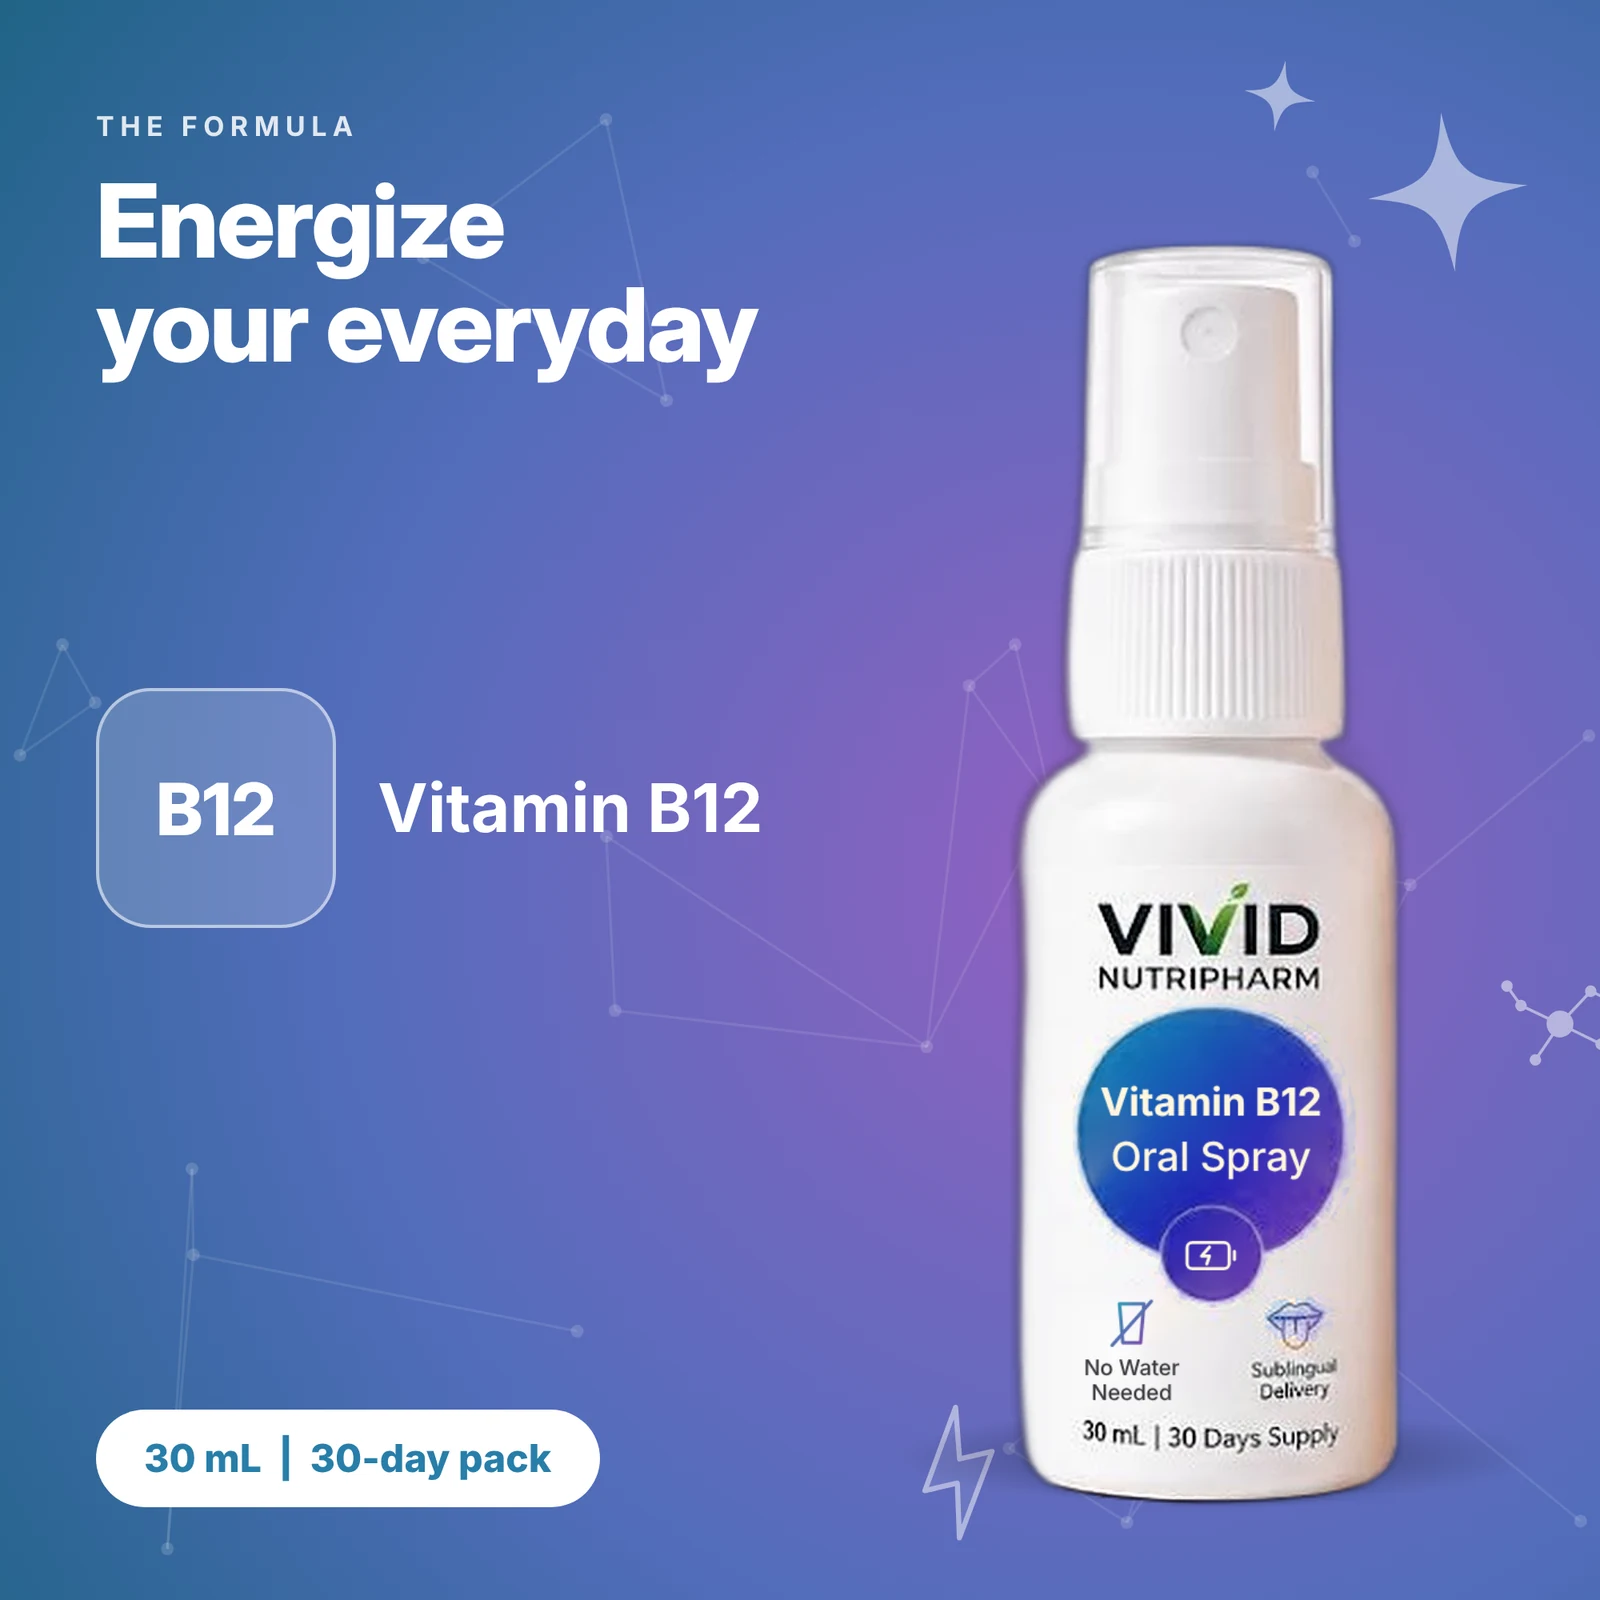 THE FORMULA
Energize
your everyday
B12
Vitamin B12
30 mL | 30-day pack
VIVID
NUTRIPHARM
Vitamin B12
Oral Spray
No Water
Needed
Sublingual
Delivery
30 mL | 30 Days Supply